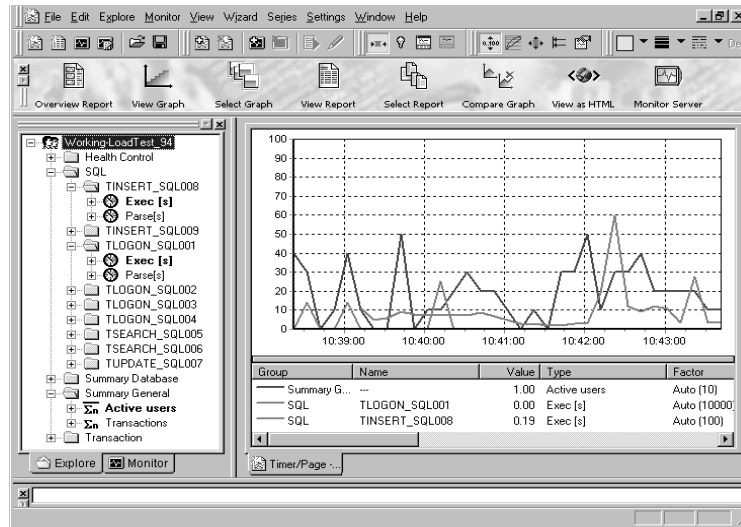 File Edit Explore Monitor View Wizard Series Settings Window Help
Overview Report View Graph Select Graph View Report Select Report Compare Graph View as HTML Monitor Server
Working-LoadTest_94
Health Control
SQL
TINSERT_SQL008
Exec [s]
Parse[s]
TINSERT_SQL009
TLOGON_SQL001
Exec [s]
Parse[s]
TLOGON_SQL002
TLOGON_SQL003
TLOGON_SQL004
TSEARCH_SQL005
TSEARCH_SQL006
TUPDATE_SQL007
Summary Database
Summary General
Σn Active users
Σn Transactions
Transaction
Explore Monitor
100
90
80
70
60
50
40
30
20
10
0
10:39:00 10:40:00 10:41:00 10:42:00 10:43:00
Group Name Value Type Factor
Summary G... --- 1.00 Active users Auto (10)
SQL TLOGON_SQL001 0.00 Exec [s] Auto (10000)
SQL TINSERT_SQL008 0.19 Exec [s] Auto (100)
Timer/Page -...